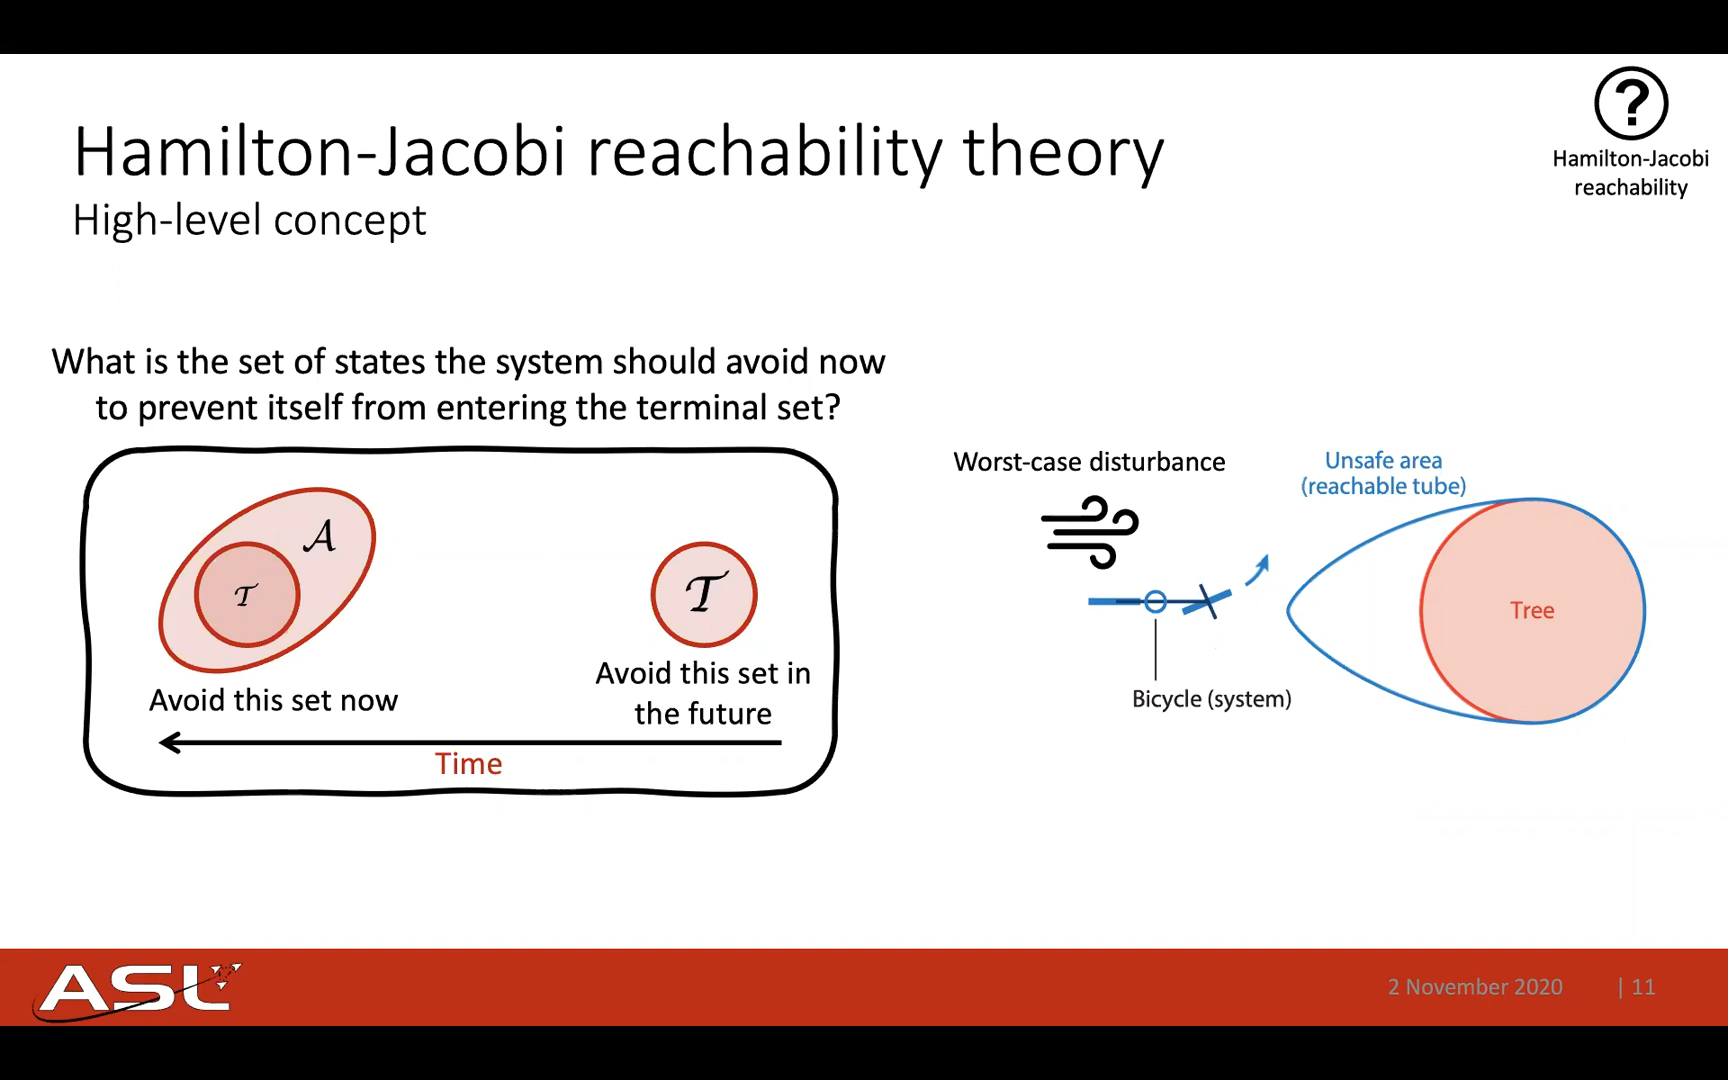 Hamilton-Jacobi reachability theory
High-level concept
?
Hamilton-Jacobi
reachability
What is the set of states the system should avoid now
to prevent itself from entering the terminal set?
𝒜
𝒯
𝒯
Avoid this set now
Avoid this set in
the future
Time
Worst-case disturbance
Unsafe area
(reachable tube)
Tree
Bicycle (system)
ASL
2 November 2020
| 11